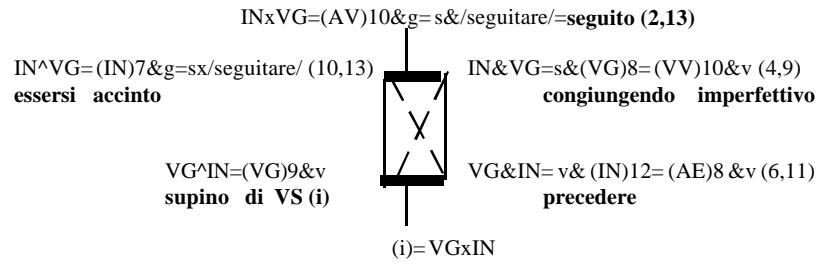 INxVG=(AV)10&g=s&/seguitare/=seguito (2,13)
IN^VG=(IN)7&g=sx/seguitare/ (10,13)
essersi accinto
IN&VG=s&(VG)8=(VV)10&v (4,9)
congiungendo imperfettivo
VG^IN=(VG)9&v
supino di VS (i)
VG&IN=v&(IN)12=(AE)8&v (6,11)
precedere
(i)=VGxIN